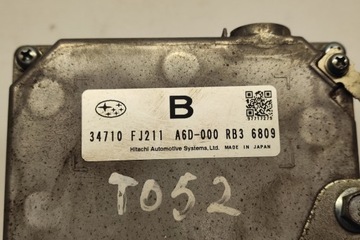 B
34710 FJ211 A6D-000 RB3 6809
Hitachi Automotive Systems, Ltd. MADE IN JAPAN
T052